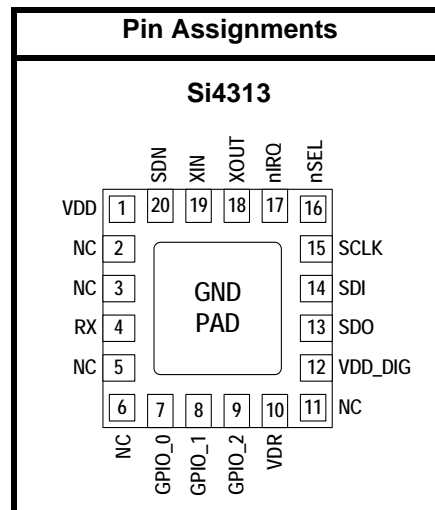 Pin Assignments
Si4313
SDN
XIN
XOUT
nIRQ
nSEL
20
19
18
17
16
VDD 1
NC 2
NC 3
RX 4
NC 5
GND
PAD
15 SCLK
14 SDI
13 SDO
12 VDD_DIG
11 NC
6
7
8
9
10
NC
GPIO_0
GPIO_1
GPIO_2
VDR